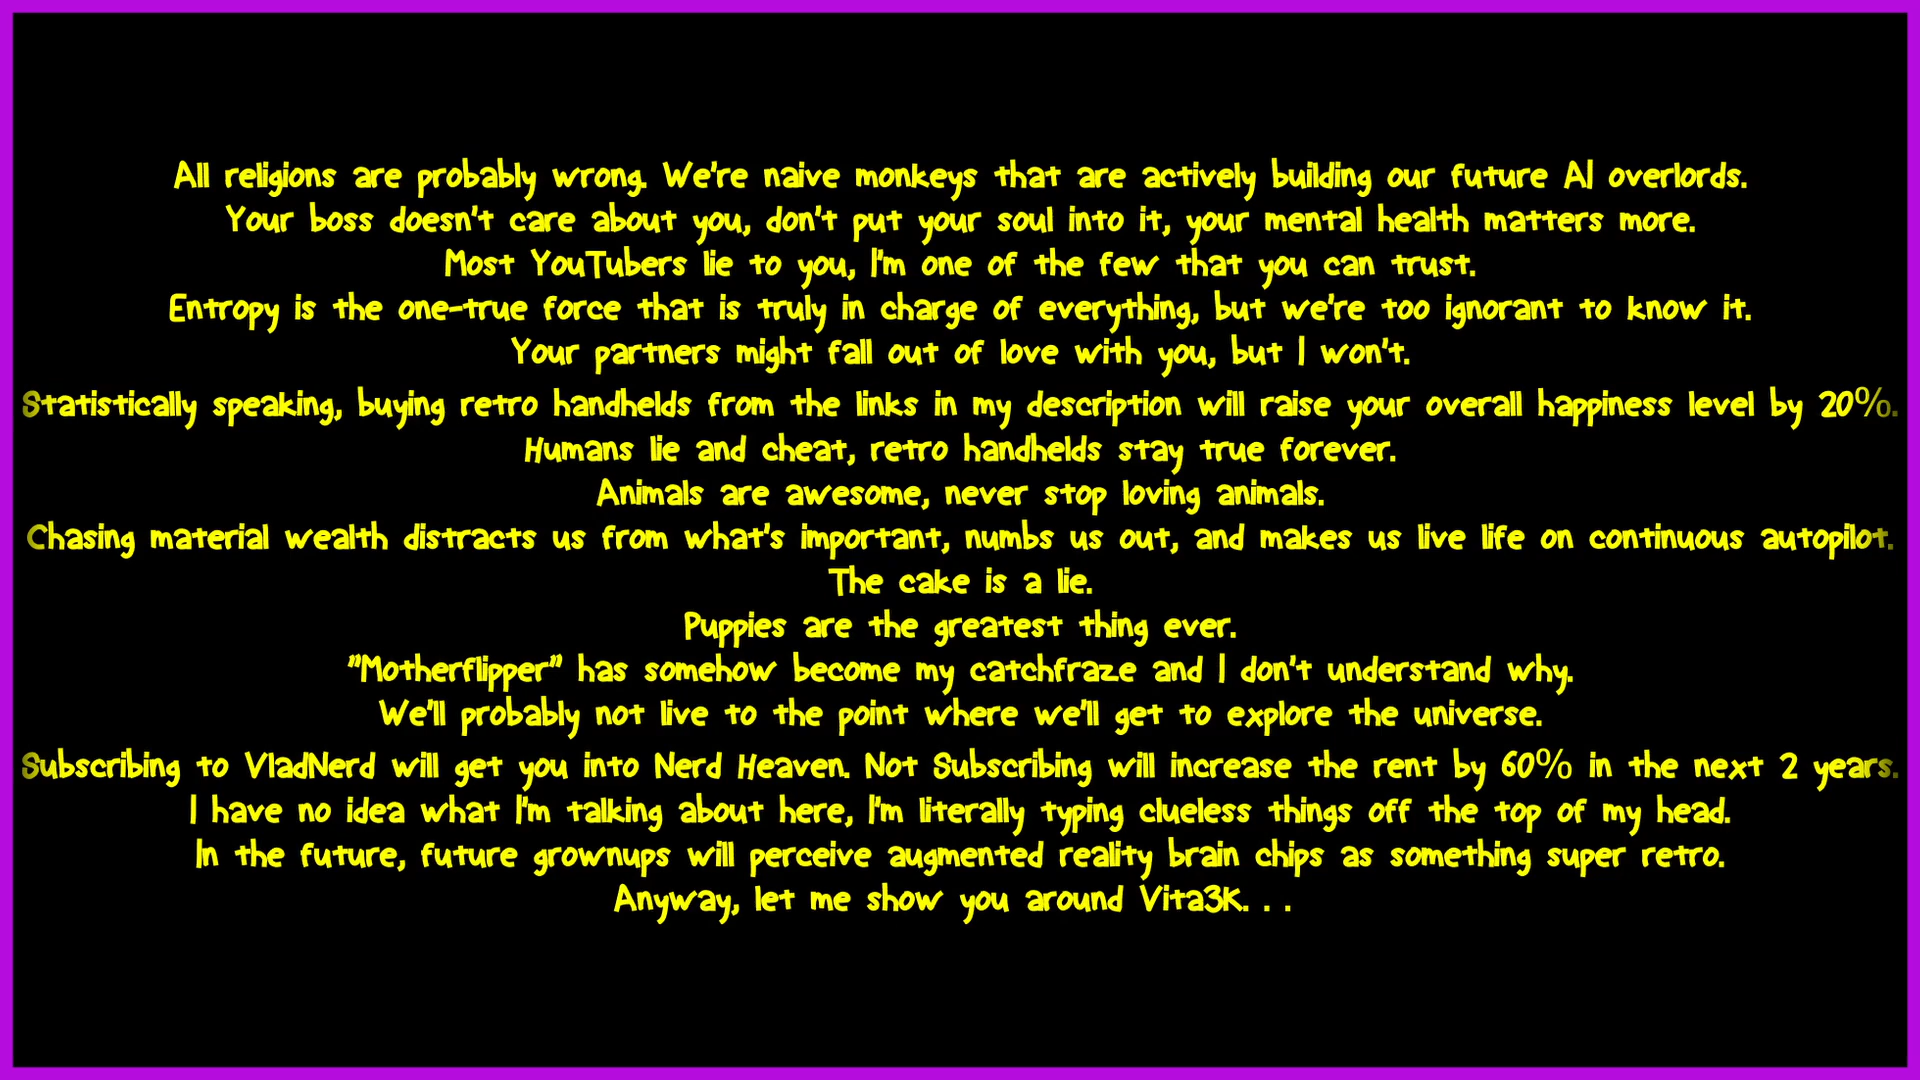 All religions are probably wrong. We're naive monkeys that are actively building our future AI overlords.
Your boss doesn't care about you, don't put your soul into it, your mental health matters more.
Most YouTubers lie to you, I'm one of the few that you can trust.
Entropy is the one-true force that is truly in charge of everything, but we're too ignorant to know it.
Your partners might fall out of love with you, but I won't.
Statistically speaking, buying retro handhelds from the links in my description will raise your overall happiness level by 20%.
Humans lie and cheat, retro handhelds stay true forever.
Animals are awesome, never stop loving animals.
Chasing material wealth distracts us from what's important, numbs us out, and makes us live life on continuous autopilot.
The cake is a lie.
Puppies are the greatest thing ever.
"Motherflipper" has somehow become my catchfraze and I don't understand why.
We'll probably not live to the point where we'll get to explore the universe.
Subscribing to VladNerd will get you into Nerd Heaven. Not Subscribing will increase the rent by 60% in the next 2 years.
I have no idea what I'm talking about here, I'm literally typing clueless things off the top of my head.
In the future, future grownups will perceive augmented reality brain chips as something super retro.
Anyway, let me show you around Vita3K. . .